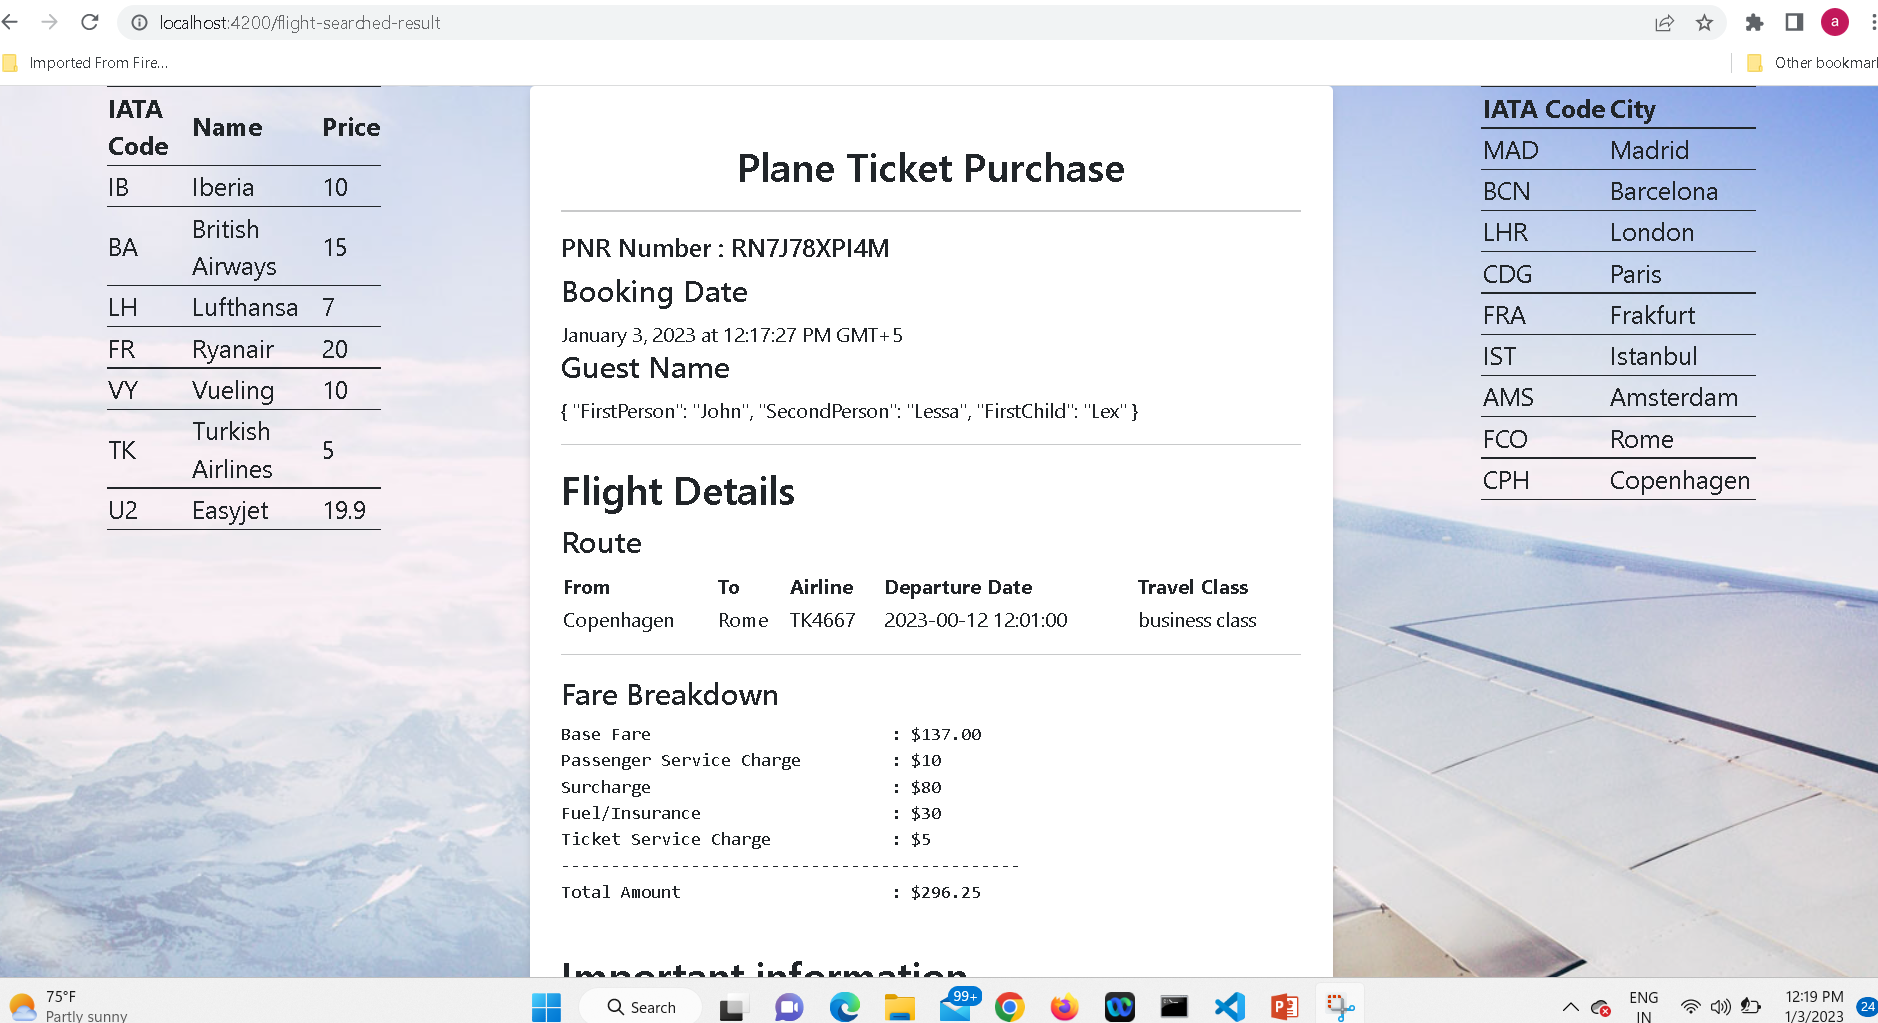 localhost:4200/flight-searched-result
a
Imported From Fire...
Other bookmar
IATA Code Name Price
IB Iberia 10
BA British Airways 15
LH Lufthansa 7
FR Ryanair 20
VY Vueling 10
TK Turkish Airlines 5
U2 Easyjet 19.9
Plane Ticket Purchase
PNR Number : RN7J78XPI4M
Booking Date
January 3, 2023 at 12:17:27 PM GMT+5
Guest Name
{ "FirstPerson": "John", "SecondPerson": "Lessa", "FirstChild": "Lex" }
Flight Details
Route
From To Airline Departure Date Travel Class
Copenhagen Rome TK4667 2023-00-12 12:01:00 business class
Fare Breakdown
Base Fare : $137.00
Passenger Service Charge : $10
Surcharge : $80
Fuel/Insurance : $30
Ticket Service Charge : $5
----------------------------------------------
Total Amount : $296.25
Important information
IATA Code City
MAD Madrid
BCN Barcelona
LHR London
CDG Paris
FRA Frakfurt
IST Istanbul
AMS Amsterdam
FCO Rome
CPH Copenhagen
75°F
Partly sunny
Search
99+
ENG
IN
12:19 PM
1/3/2023
24